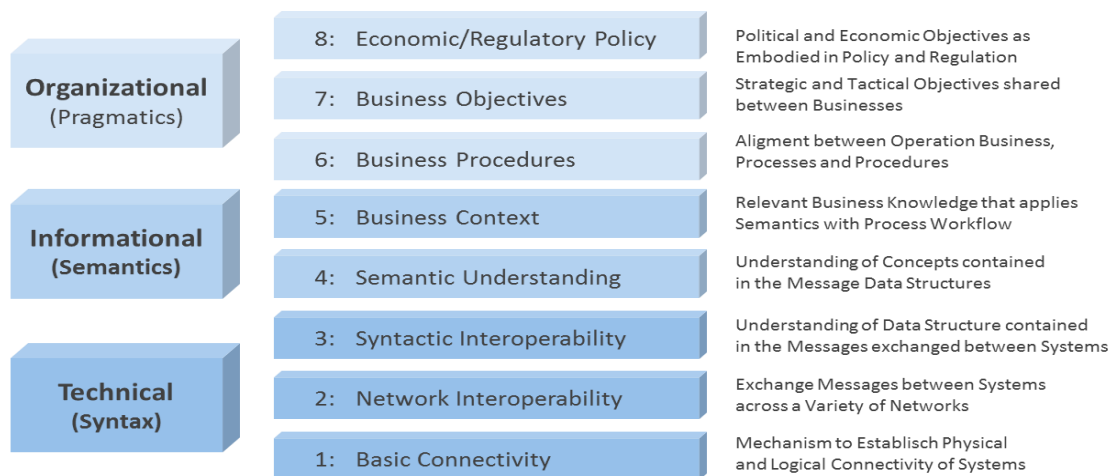 Organizational
(Pragmatics)
8: Economic/Regulatory Policy
Political and Economic Objectives as
Embodied in Policy and Regulation
7: Business Objectives
Strategic and Tactical Objectives shared
between Businesses
6: Business Procedures
Aligment between Operation Business,
Processes and Procedures
Informational
(Semantics)
5: Business Context
Relevant Business Knowledge that applies
Semantics with Process Workflow
4: Semantic Understanding
Understanding of Concepts contained
in the Message Data Structures
Technical
(Syntax)
3: Syntactic Interoperability
Understanding of Data Structure contained
in the Messages exchanged between Systems
2: Network Interoperability
Exchange Messages between Systems
across a Variety of Networks
1: Basic Connectivity
Mechanism to Establisch Physical
and Logical Connectivity of Systems